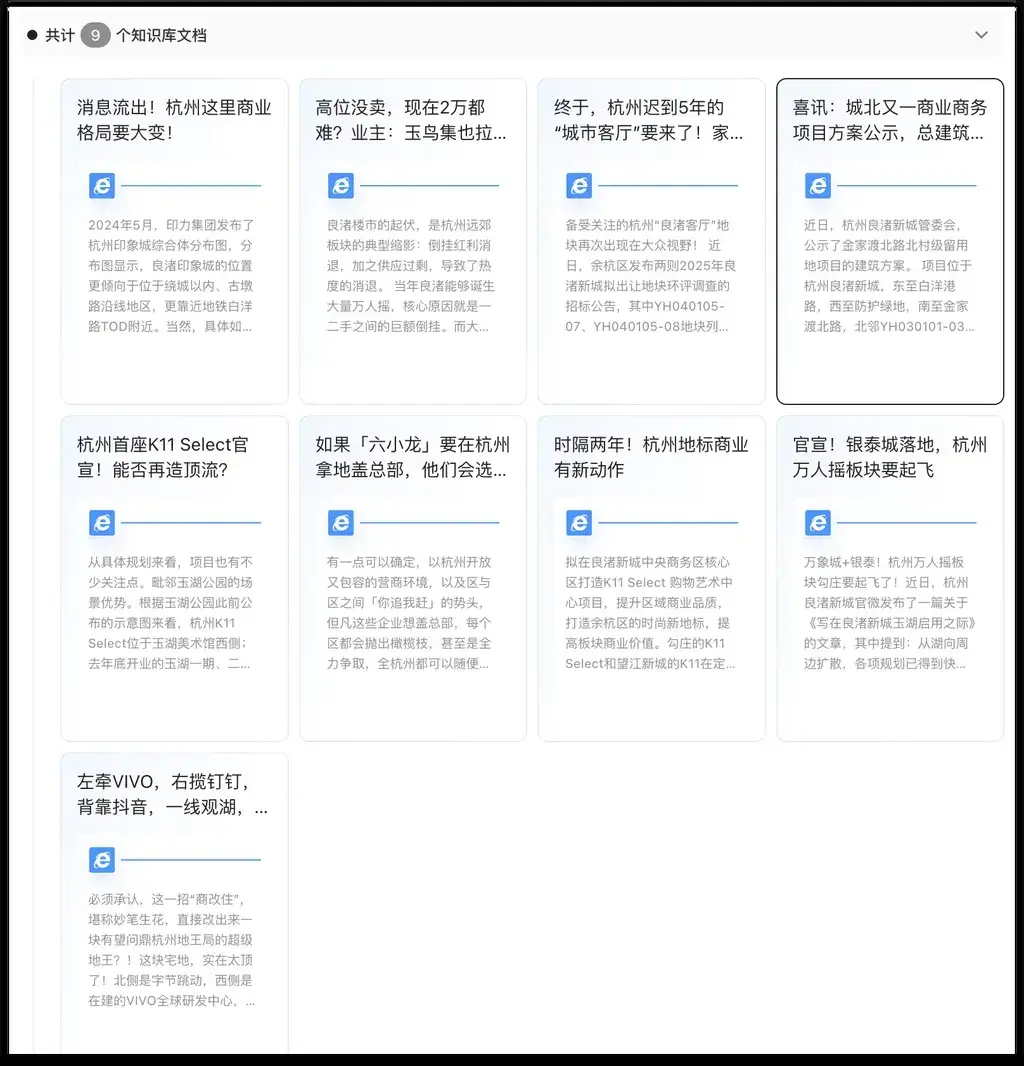 共计 9 个知识库文档
消息流出！杭州这里商业
格局要大变！
2024年5月，印力集团发布了
杭州印象城综合体分布图，分
布图显示，良渚印象城的位置
更倾向于位于绕城以内、古墩
路沿线地区，更靠近地铁白洋
路TOD附近。当然，具体如...
高位没卖，现在2万都
难？业主：玉鸟集也拉...
良渚楼市的起伏，是杭州远郊
板块的典型缩影：倒挂红利消
退，加之供应过剩，导致了热
度的消退。 当年良渚能够诞生
大量万人摇，核心原因就是一
二手之间的巨额倒挂。而大...
终于，杭州迟到5年的
“城市客厅”要来了！家...
备受关注的杭州“良渚客厅”地
块再次出现在大众视野！ 近
日，余杭区发布两则2025年良
渚新城拟出让地块环评调查的
招标公告，其中YH040105-
07、YH040105-08地块列...
喜讯：城北又一商业商务
项目方案公示，总建筑...
近日，杭州良渚新城管委会，
公示了金家渡北路北村级留用
地项目的建筑方案。 项目位于
杭州良渚新城，东至白洋港
路，西至防护绿地，南至金家
渡北路，北邻YH030101-03...
杭州首座K11 Select官
宣！能否再造顶流？
从具体规划来看，项目也有不
少关注点。毗邻玉湖公园的场
景优势。根据玉湖公园此前公
布的示意图来看，杭州K11
Select位于玉湖美术馆西侧；
去年底开业的玉湖一期、二...
如果「六小龙」要在杭州
拿地盖总部，他们会选...
有一点可以确定，以杭州开放
又包容的营商环境，以及区与
区之间「你追我赶」的势头，
但凡这些企业想盖总部，每个
区都会抛出橄榄枝，甚至是全
力争取，全杭州都可以随便...
时隔两年！杭州地标商业
有新动作
拟在良渚新城中央商务区核心
区打造K11 Select 购物艺术中
心项目，提升区域商业品质，
打造余杭区的时尚新地标，提
高板块商业价值。勾庄的K11
Select和望江新城的K11在定...
官宣！银泰城落地，杭州
万人摇板块要起飞
万象城+银泰！杭州万人摇板
块勾庄要起飞了！近日，杭州
良渚新城官微发布了一篇关于
《写在良渚新城玉湖启用之际》
的文章，其中提到：从湖向周
边扩散，各项规划已得到快...
左牵VIVO，右揽钉钉，
背靠抖音，一线观湖，...
必须承认，这一招“商改住”，
堪称妙笔生花，直接改出来一
块有望问鼎杭州地王局的超级
地王？！这块宅地，实在太顶
了！北侧是字节跳动，西侧是
在建的VIVO全球研发中心，...